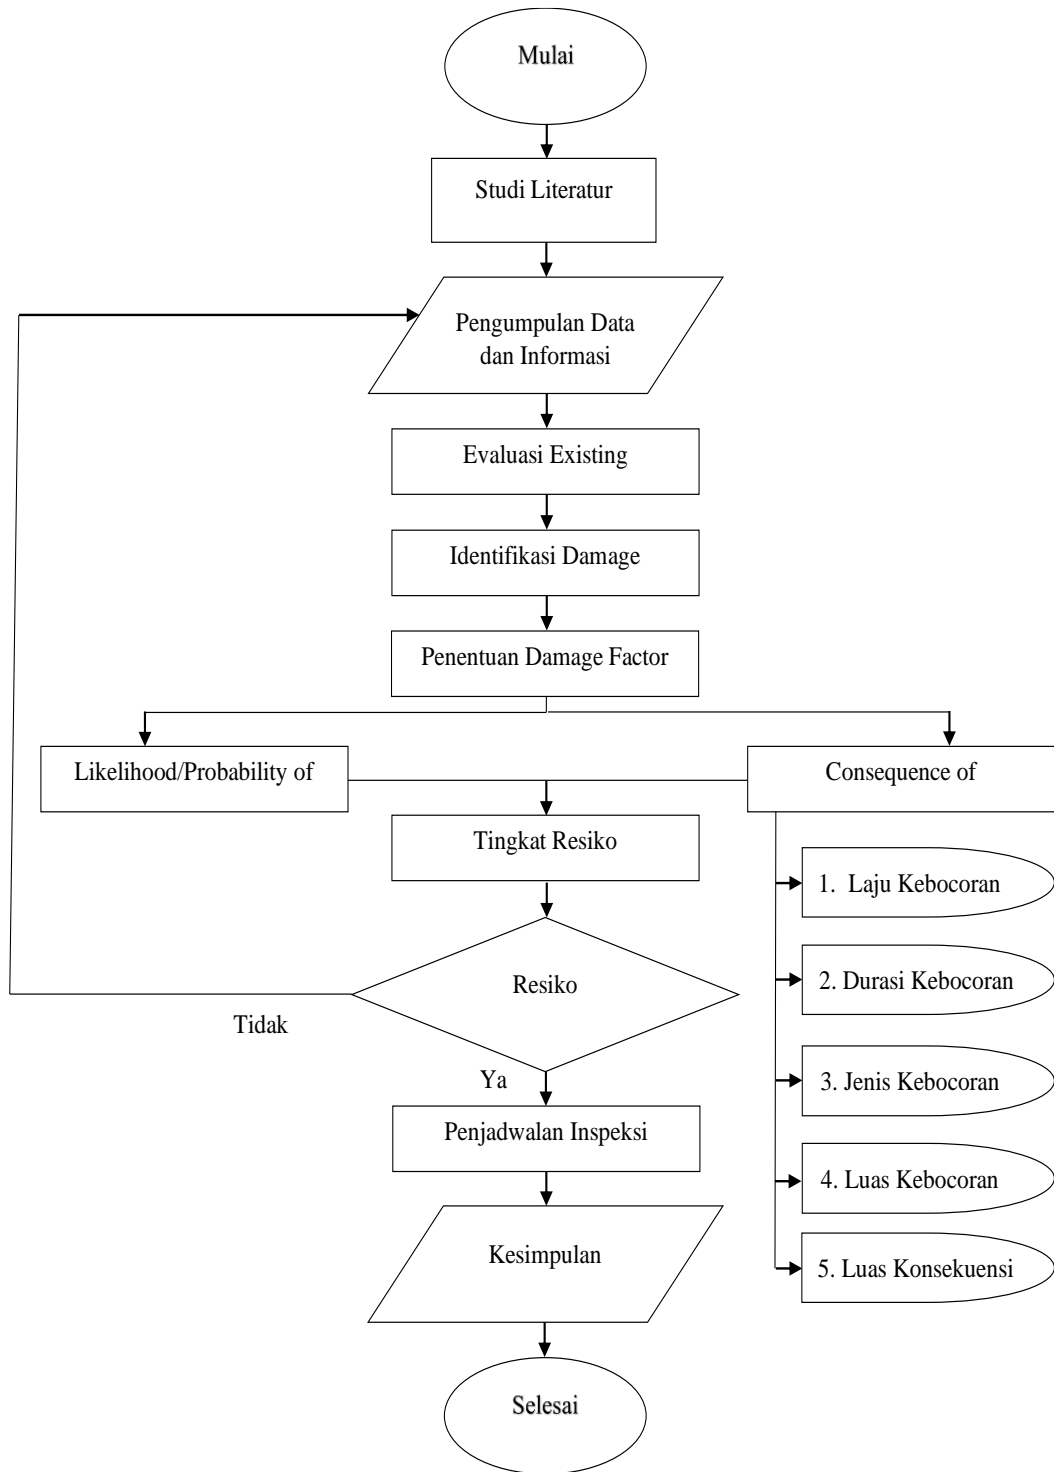 Mulai
Studi Literatur
Pengumpulan Data
dan Informasi
Evaluasi Existing
Identifikasi Damage
Penentuan Damage Factor
Likelihood/Probability of
Consequence of
Tingkat Resiko
1. Laju Kebocoran
2. Durasi Kebocoran
Resiko
Tidak
3. Jenis Kebocoran
Ya
Penjadwalan Inspeksi
4. Luas Kebocoran
Kesimpulan
5. Luas Konsekuensi
Selesai